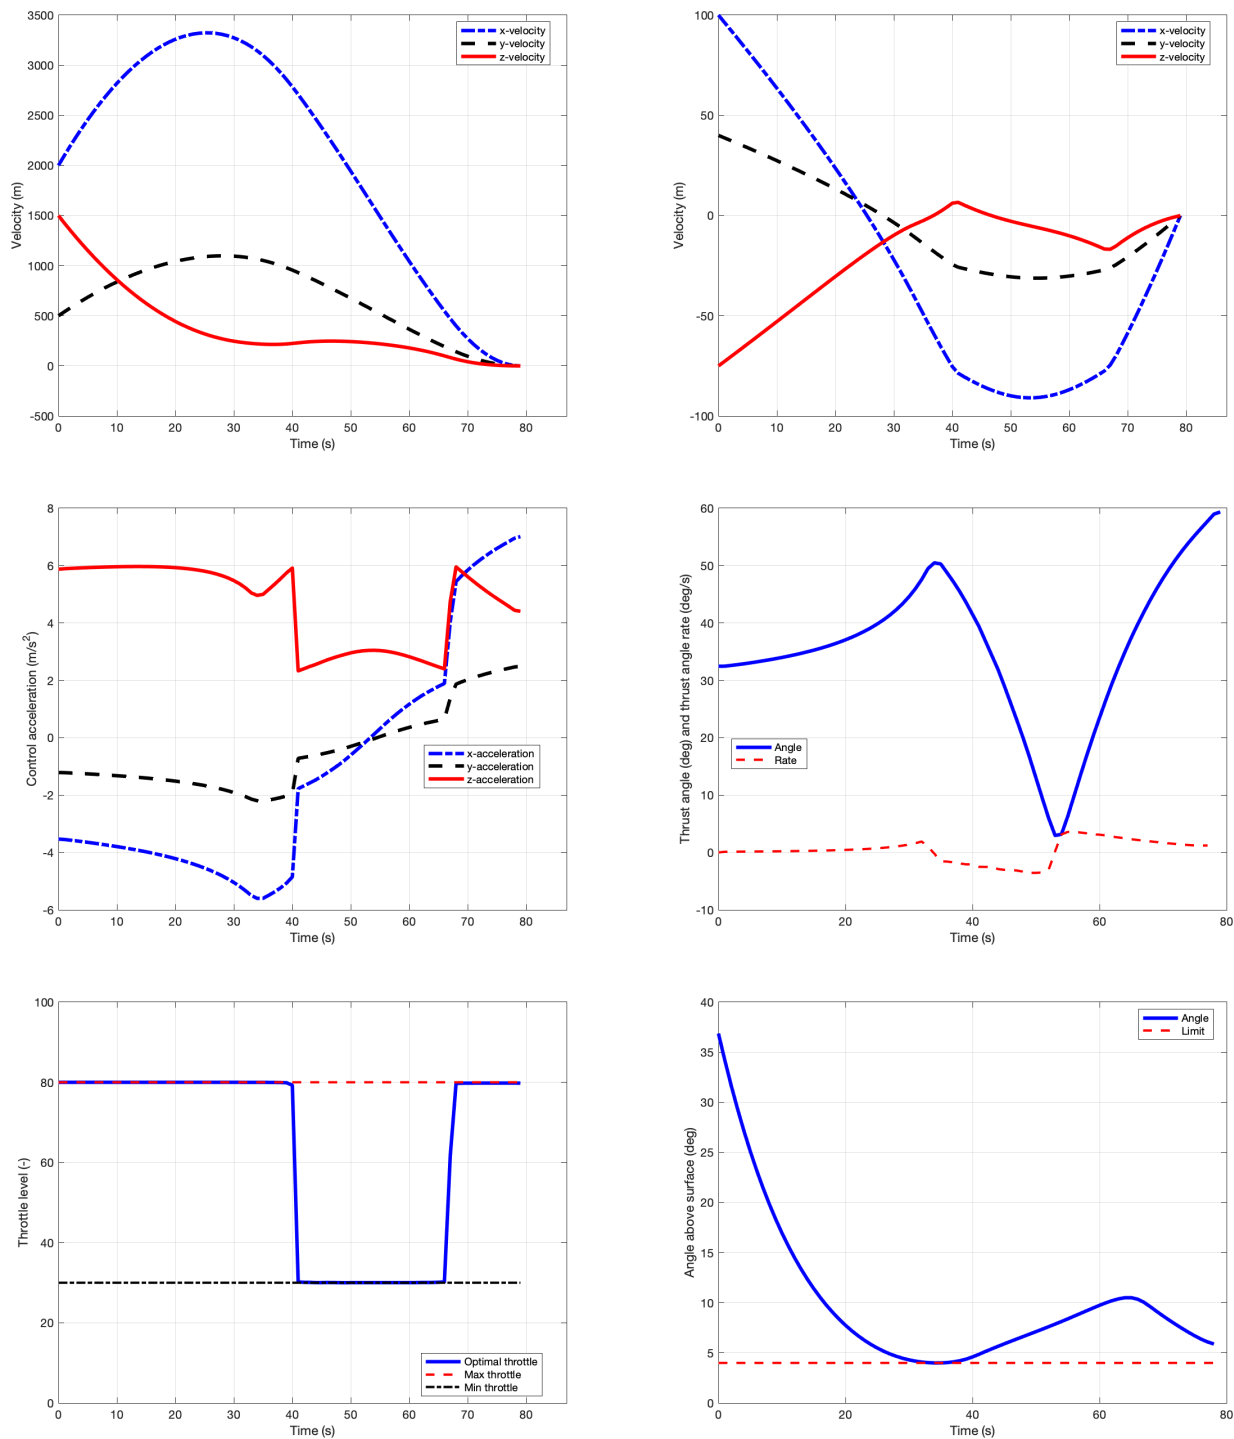 3500
3000
2500
2000
1500
1000
500
0
-500
Velocity (m)
x-velocity
y-velocity
z-velocity
0 10 20 30 40 50 60 70 80
Time (s)
100
50
0
-50
-100
Velocity (m)
x-velocity
y-velocity
z-velocity
0 10 20 30 40 50 60 70 80
Time (s)
8
6
4
2
0
-2
-4
-6
Control acceleration (m/s²)
x-acceleration
y-acceleration
z-acceleration
0 10 20 30 40 50 60 70 80
Time (s)
60
50
40
30
20
10
0
-10
Thrust angle (deg) and thrust angle rate (deg/s)
Angle
Rate
0 20 40 60 80
Time (s)
100
80
60
40
20
0
Throttle level (-)
Optimal throttle
Max throttle
Min throttle
0 10 20 30 40 50 60 70 80
Time (s)
40
35
30
25
20
15
10
5
0
Angle above surface (deg)
Angle
Limit
0 20 40 60 80
Time (s)